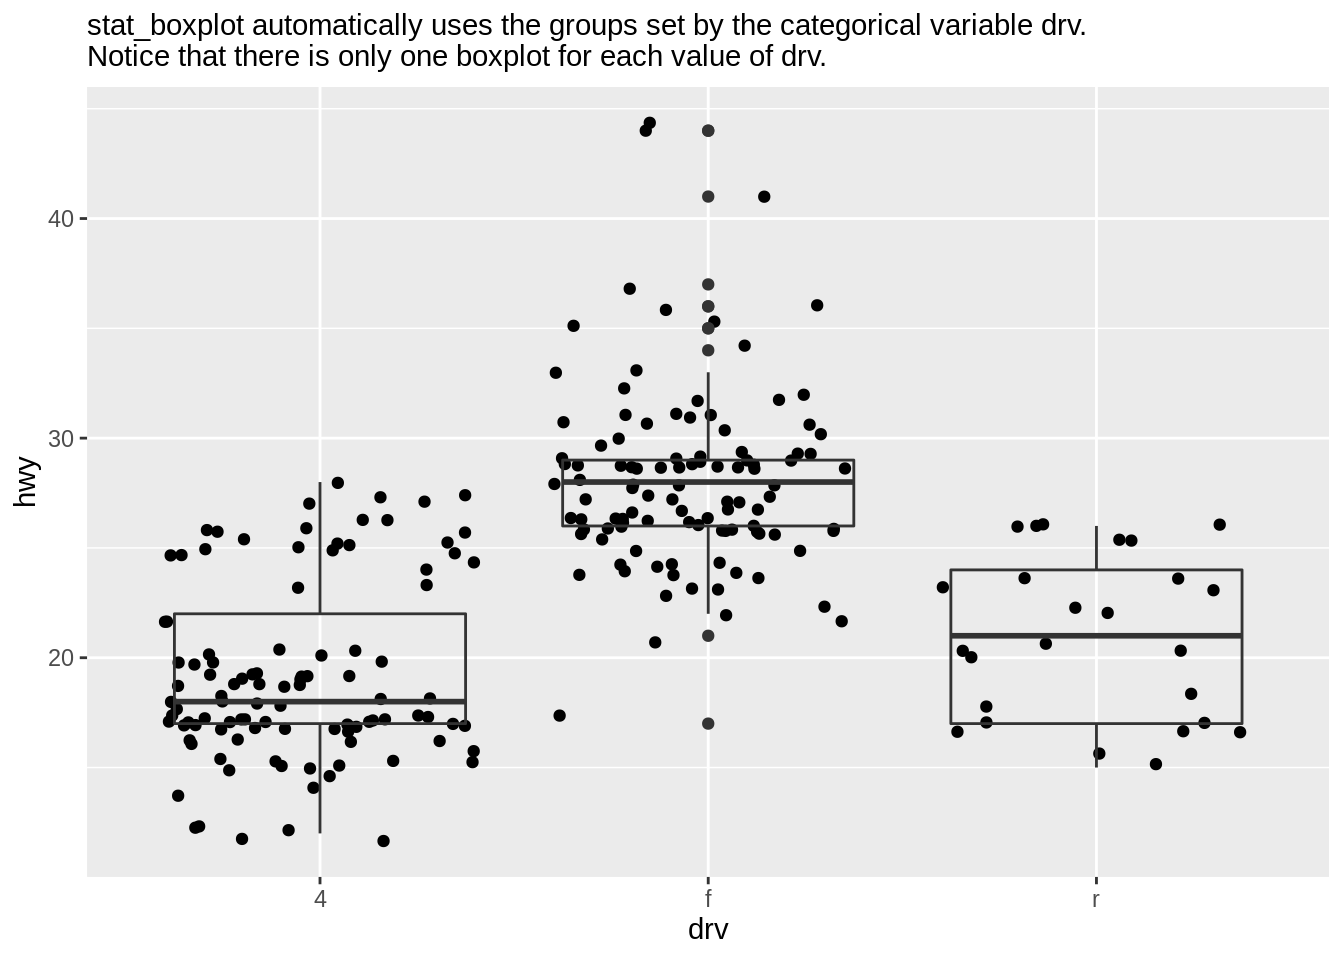 stat_boxplot automatically uses the groups set by the categorical variable drv.
Notice that there is only one boxplot for each value of drv.
40
30
20
hwy
4
f
r
drv